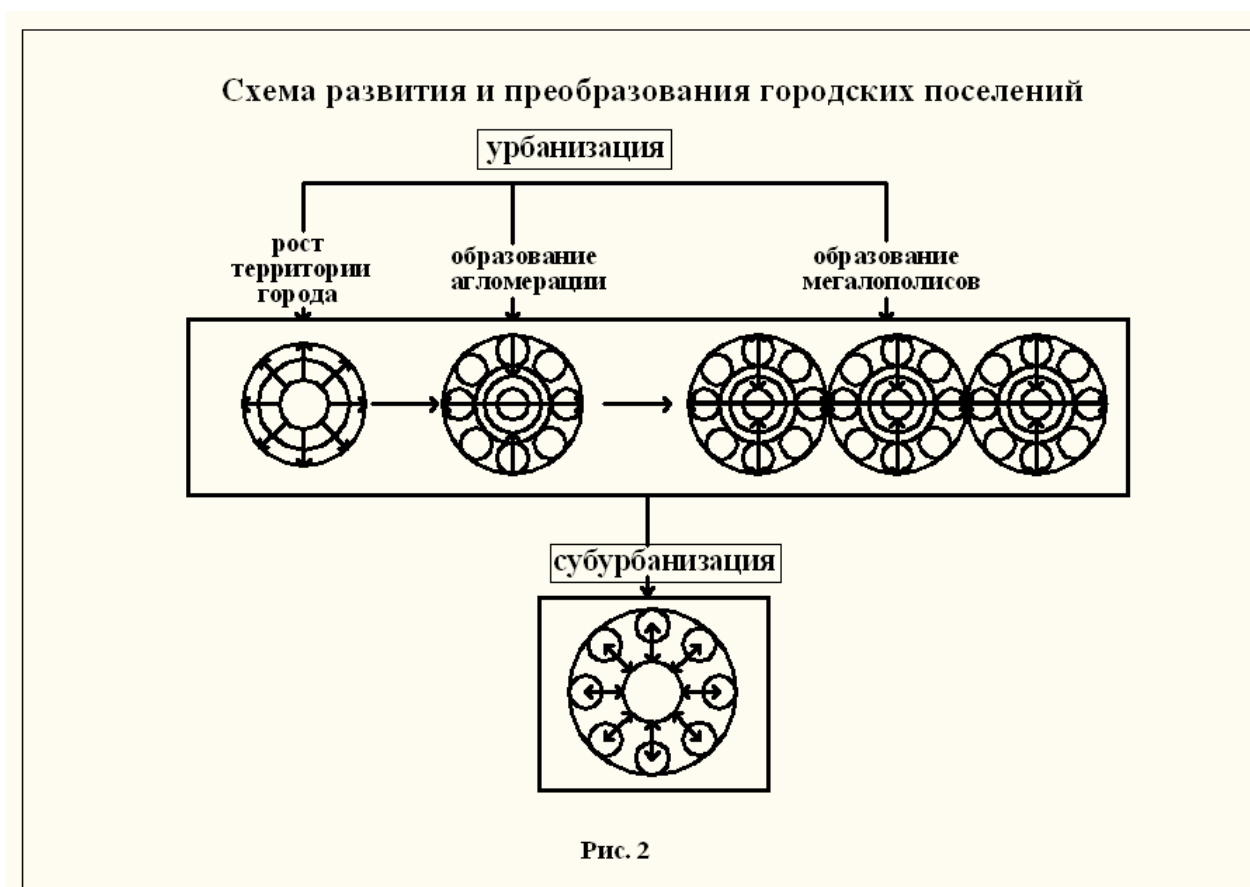 Схема развития и преобразования городских поселений
урбанизация
рост
территории
города
образование
агломерации
образование
мегалополисов
субурбанизация
Рис. 2